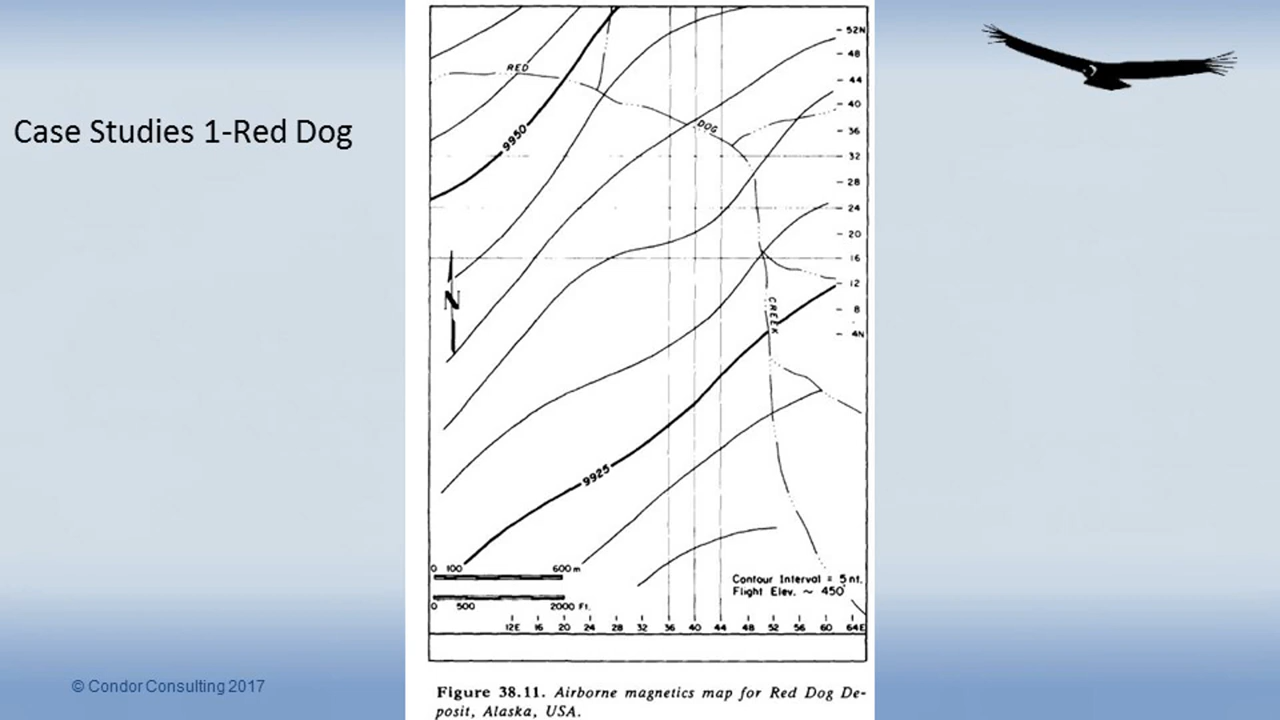 Case Studies 1-Red Dog
52N
48
44
40
36
32
28
24
20
16
12
8
4N
RED
DOG
CREEK
9950
9925
N
0 100 600 m
0 500 2000 Ft.
Contour Interval = 5 nt.
Flight Elev. ~ 450'
12E 16 20 24 28 32 36 40 44 48 52 56 60 64E
Figure 38.11. Airborne magnetics map for Red Dog De-
posit, Alaska, USA.
© Condor Consulting 2017